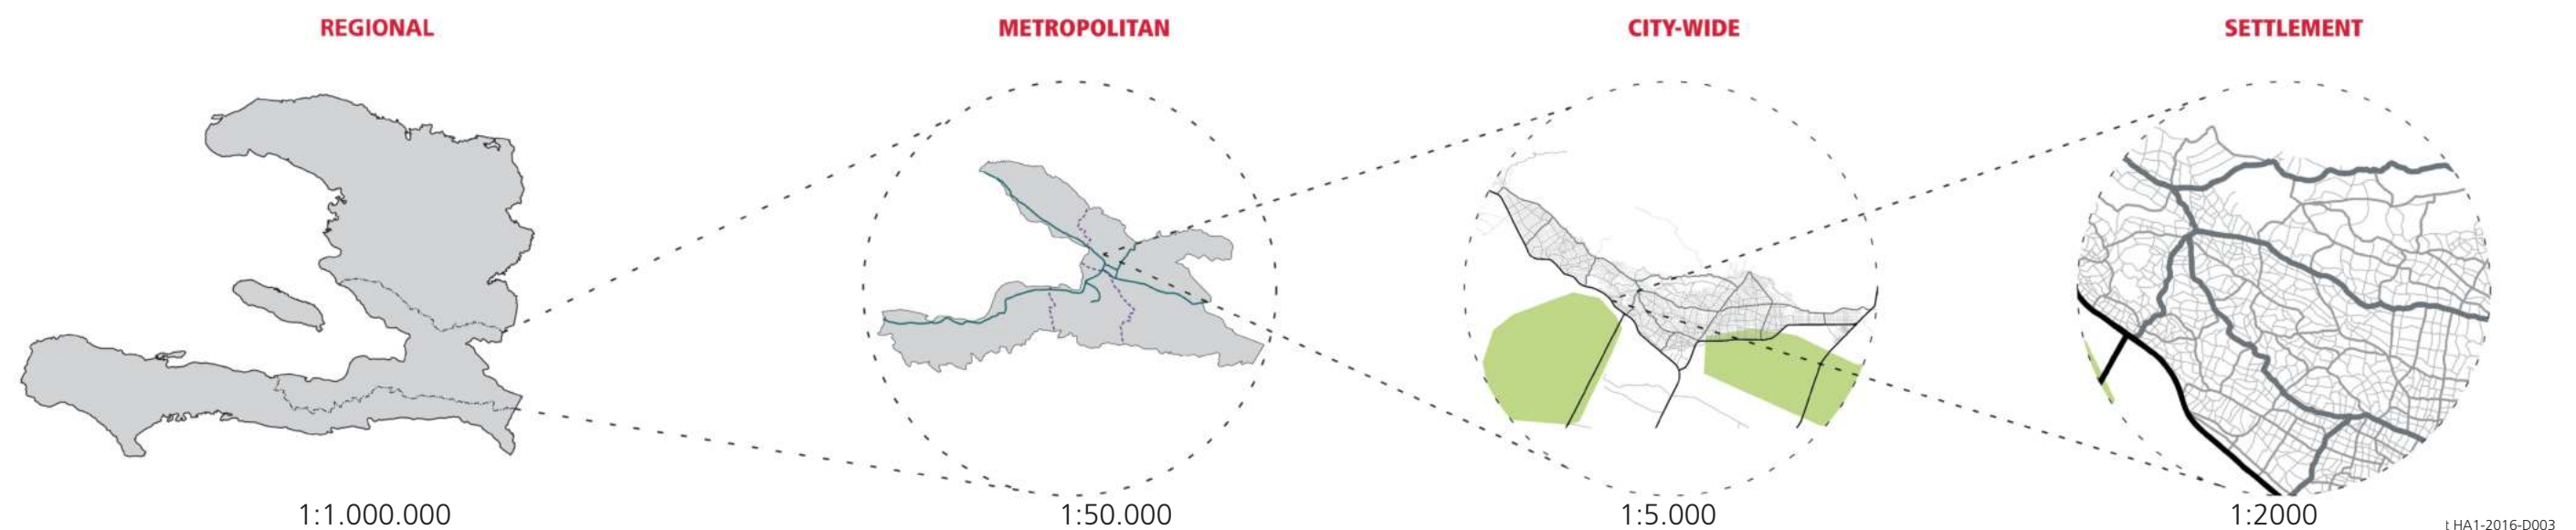 REGIONAL
METROPOLITAN
CITY-WIDE
SETTLEMENT
1:1.000.000
1:50.000
1:5.000
1:2000
t HA1-2016-D003